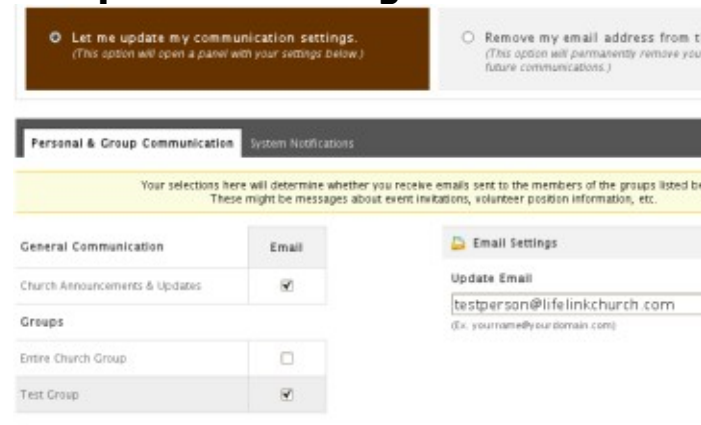 Let me update my communication settings.
(This option will open a panel with your settings below.)
Remove my email address from t
(This option will permanently remove you
future communications.)
Personal & Group Communication
System Notifications
Your selections here will determine whether you receive emails sent to the members of the groups listed be
These might be messages about event invitations, volunteer position information, etc.
General Communication
Email
Church Announcements & Updates
Groups
Entire Church Group
Test Group
Email Settings
Update Email
testperson@lifelinkchurch.com
(Ex. yourname@yourdomain.com)